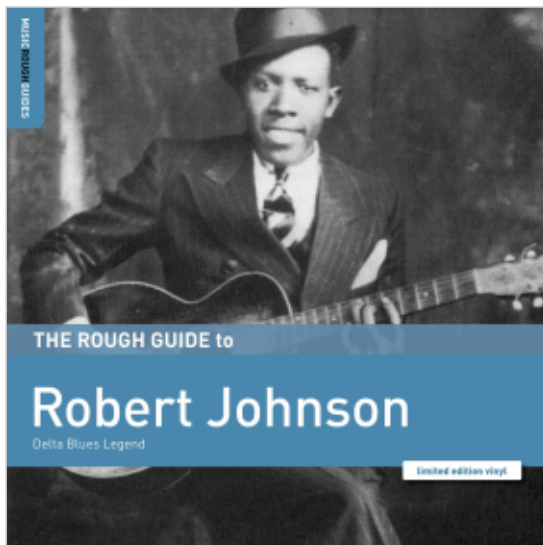 MUSIC ROUGH GUIDES
THE ROUGH GUIDE to
Robert Johnson
Delta Blues Legend
limited edition vinyl